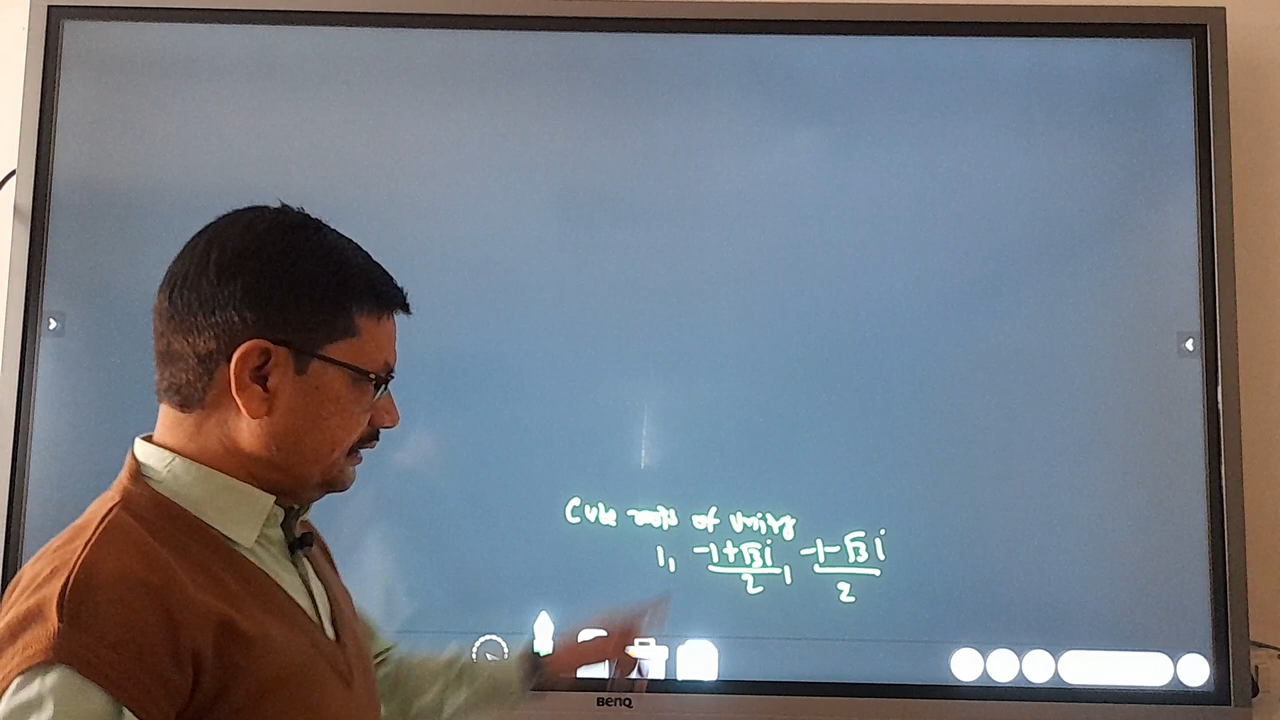 Cube roots of unity
1, -1+√3i/2, -1-√3i/2
BenQ